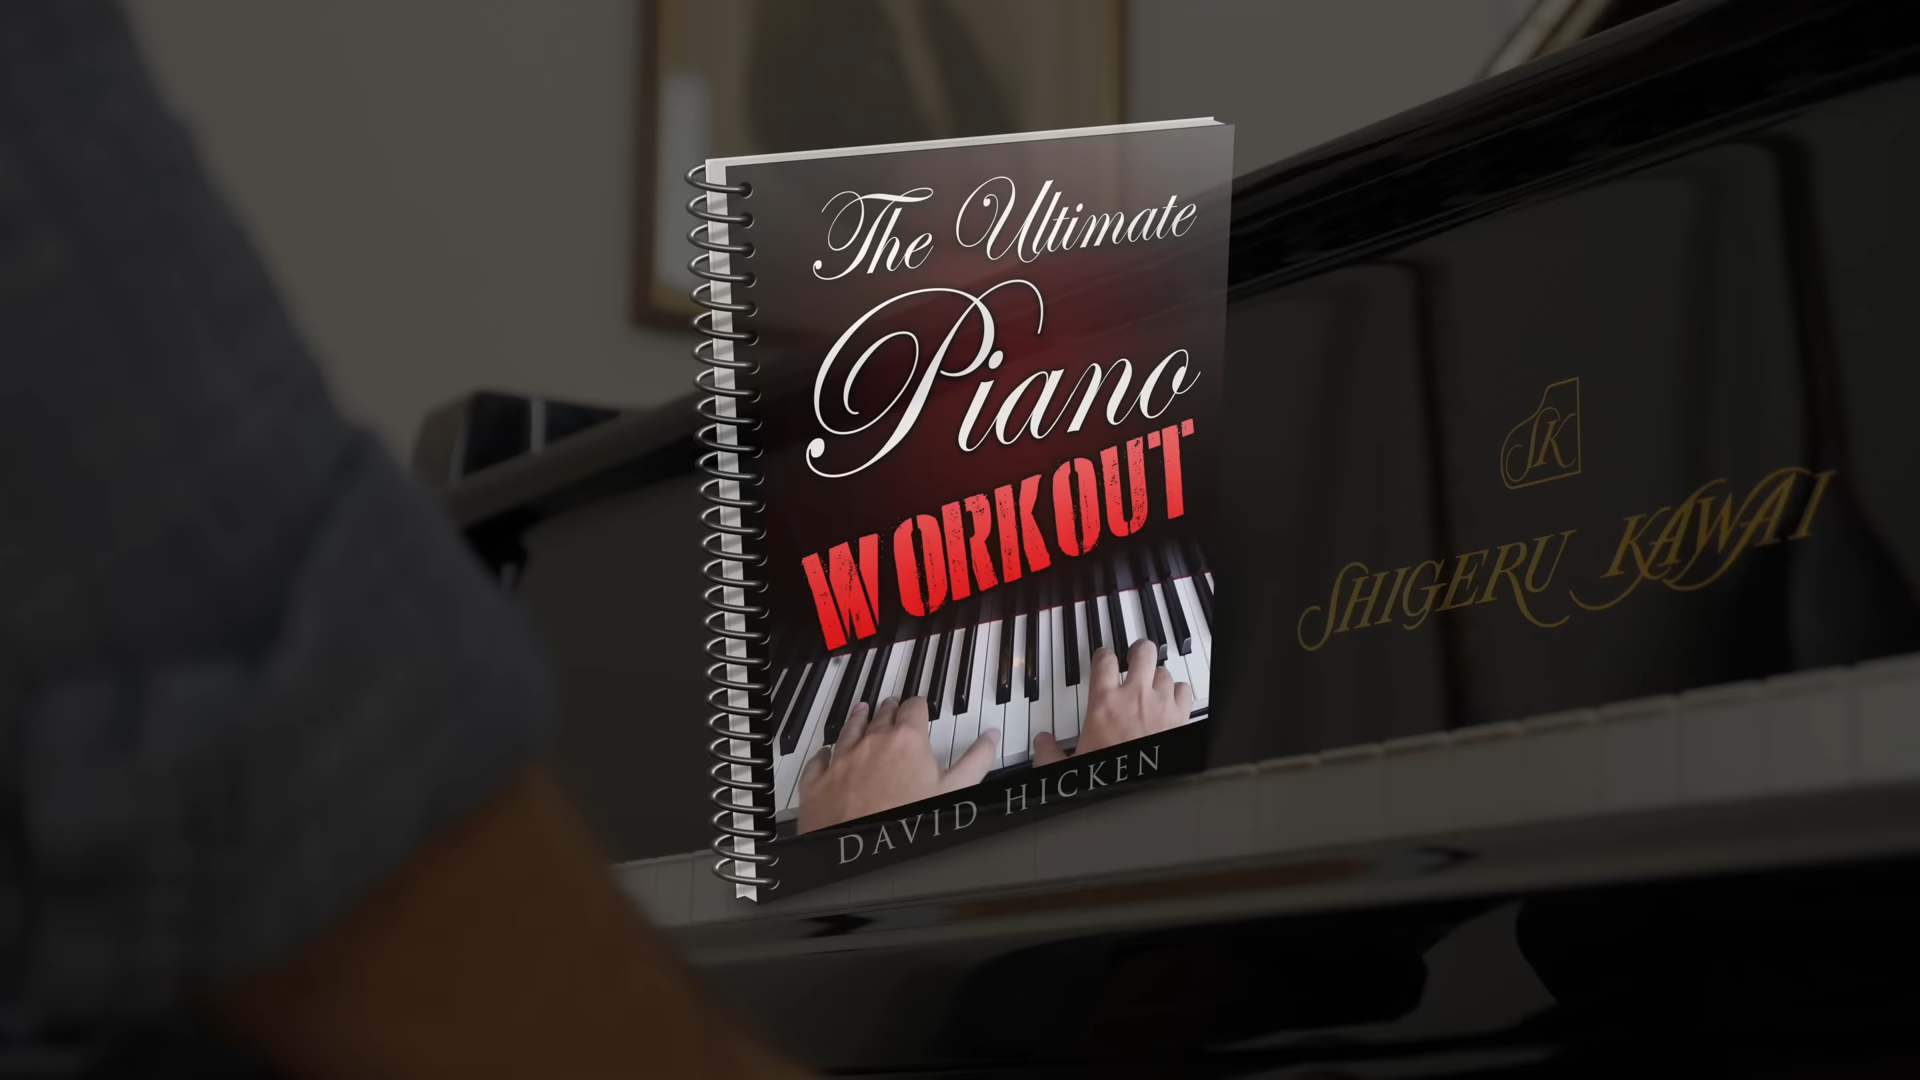 The Ultimate
Piano
WORKOUT
DAVID HICKEN
SK
SHIGERU KAWAI